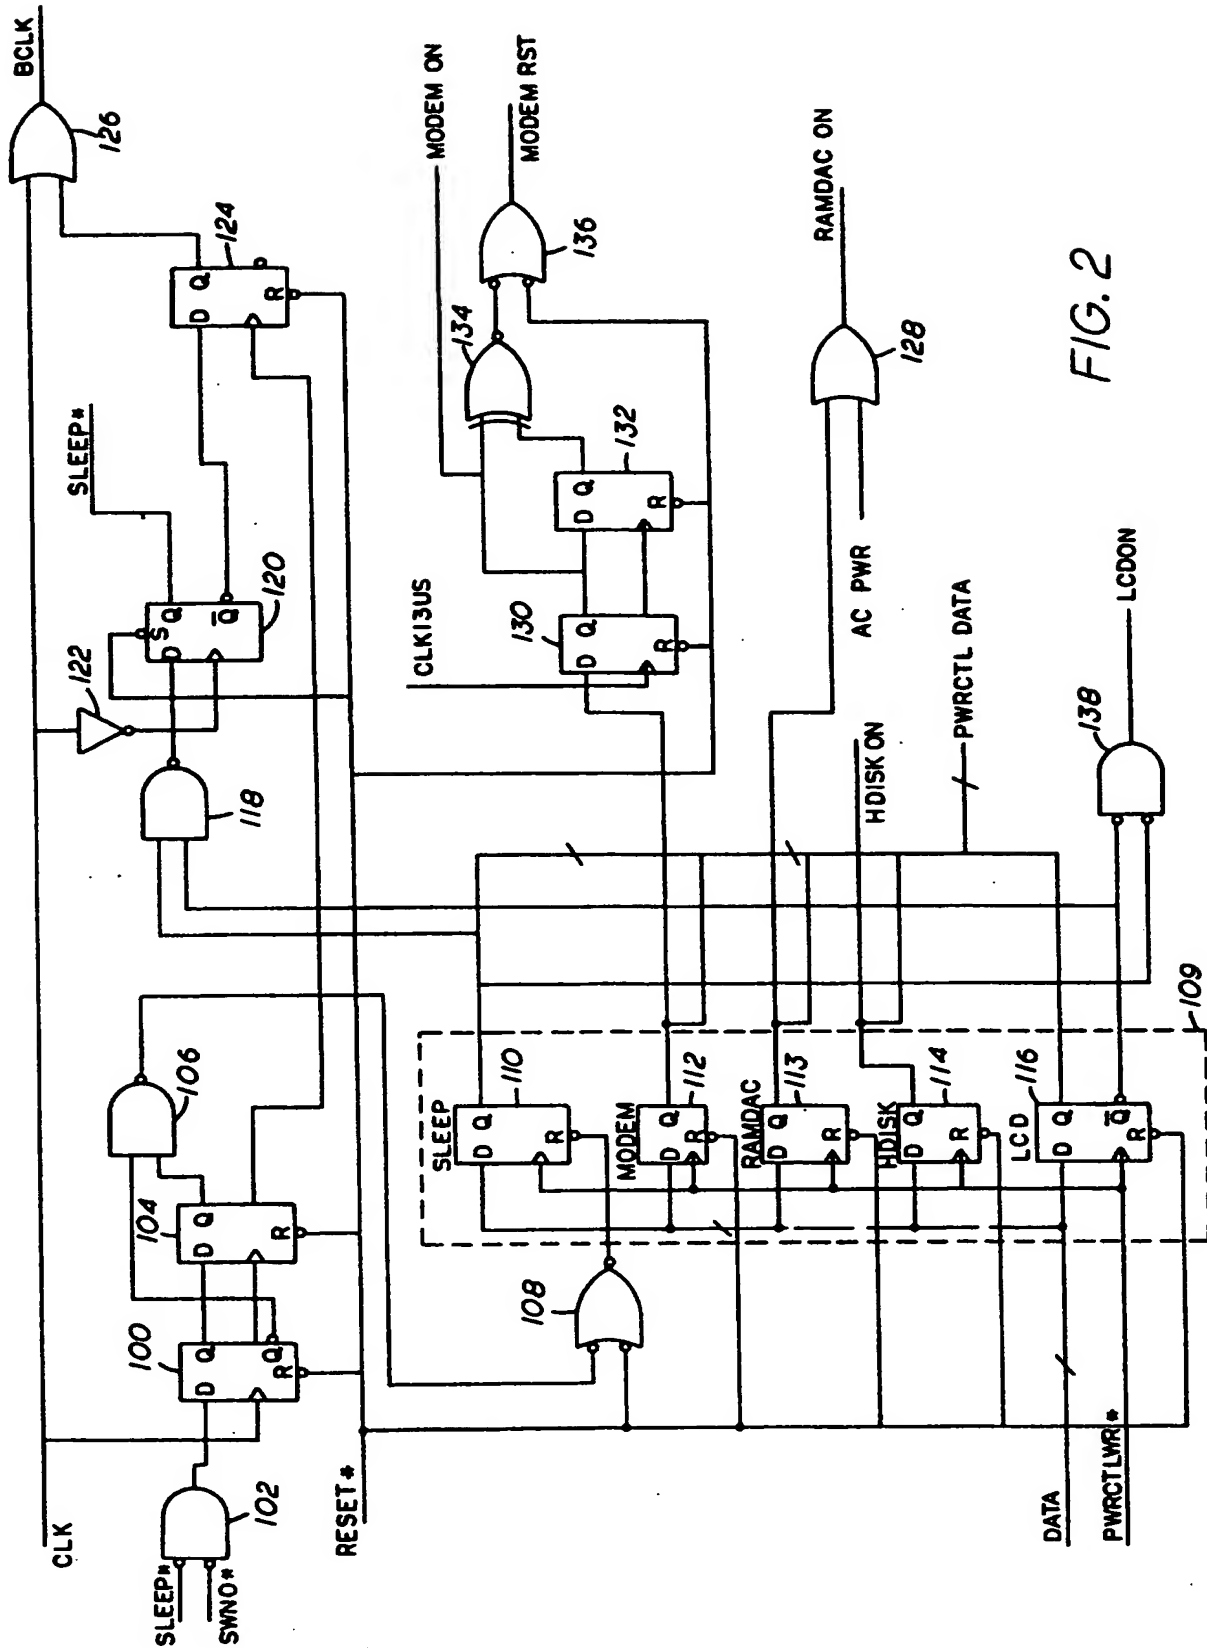 BCLK
126
SLEEP*
D Q
124
R
MODEM ON
MODEM RST
136
134
S
D Q
Q
120
122
118
CLK13US
D Q
130
R
D Q
132
R
RAMDAC ON
128
AC PWR
HDISK ON
PWRCTL DATA
LCDON
138
FIG. 2
106
104
D Q
R
100
D Q
Q
R
102
CLK
SLEEP*
SWNO*
RESET*
108
109
SLEEP
110
D Q
R
MODEM
112
D Q
R
RAMDAC
113
D Q
R
HDISK
114
D Q
R
LCD
116
D Q
Q
R
DATA
PWRCTLWR*